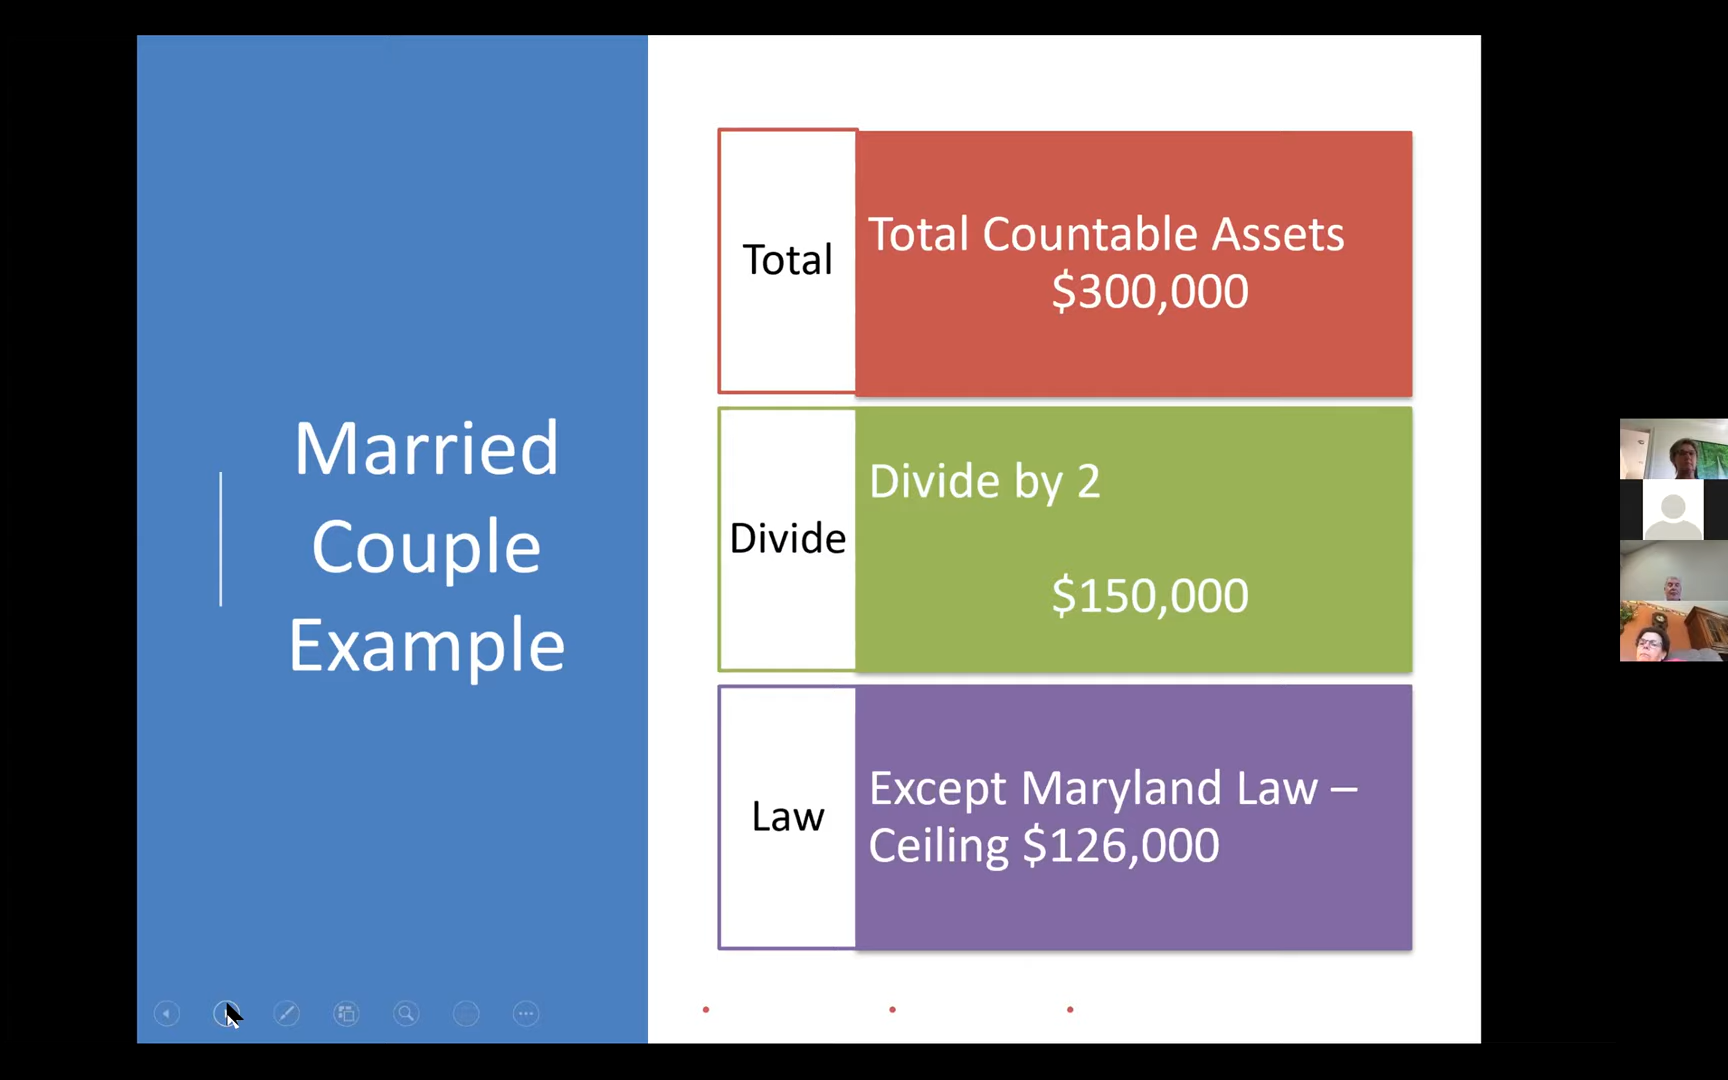 Married
Couple
Example
Total
Total Countable Assets
$300,000
Divide
Divide by 2
$150,000
Law
Except Maryland Law –
Ceiling $126,000